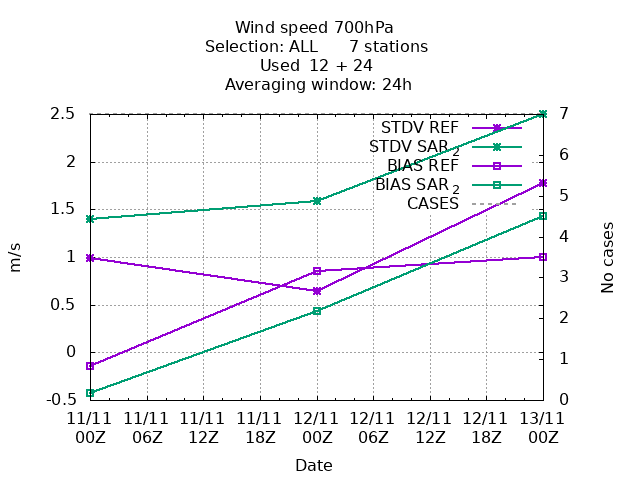 Wind speed 700hPa
Selection: ALL 7 stations
Used 12 + 24
Averaging window: 24h
2.5
2
1.5
1
0.5
0
-0.5
7
6
5
4
3
2
1
0
STDV REF
STDV SAR 2
BIAS REF
BIAS SAR 2
CASES
m/s
No cases
11/11 11/11 11/11 11/11 12/11 12/11 12/11 12/11 13/11
00Z 06Z 12Z 18Z 00Z 06Z 12Z 18Z 00Z
Date